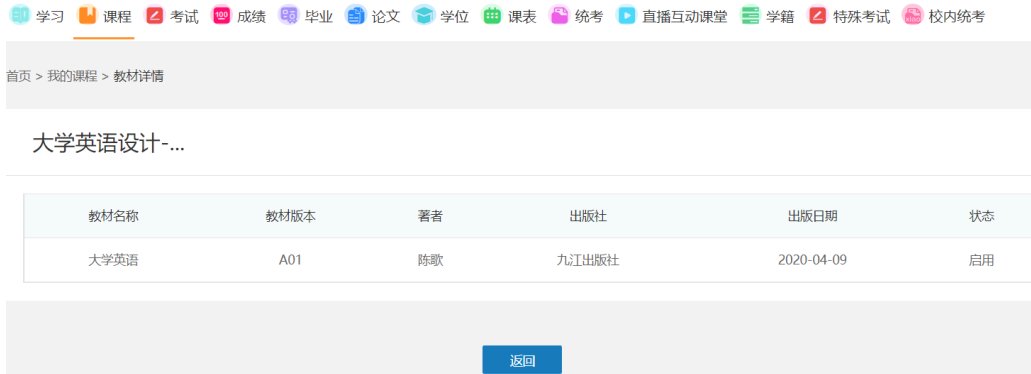 学习 课程 考试 100 成绩 毕业 论文 学位 课表 统考 直播互动课堂 学籍 特殊考试 xiao 校内统考
首页 > 我的课程 > 教材详情
大学英语设计-...
教材名称 教材版本 著者 出版社 出版日期 状态
大学英语 A01 陈歌 九江出版社 2020-04-09 启用
返回